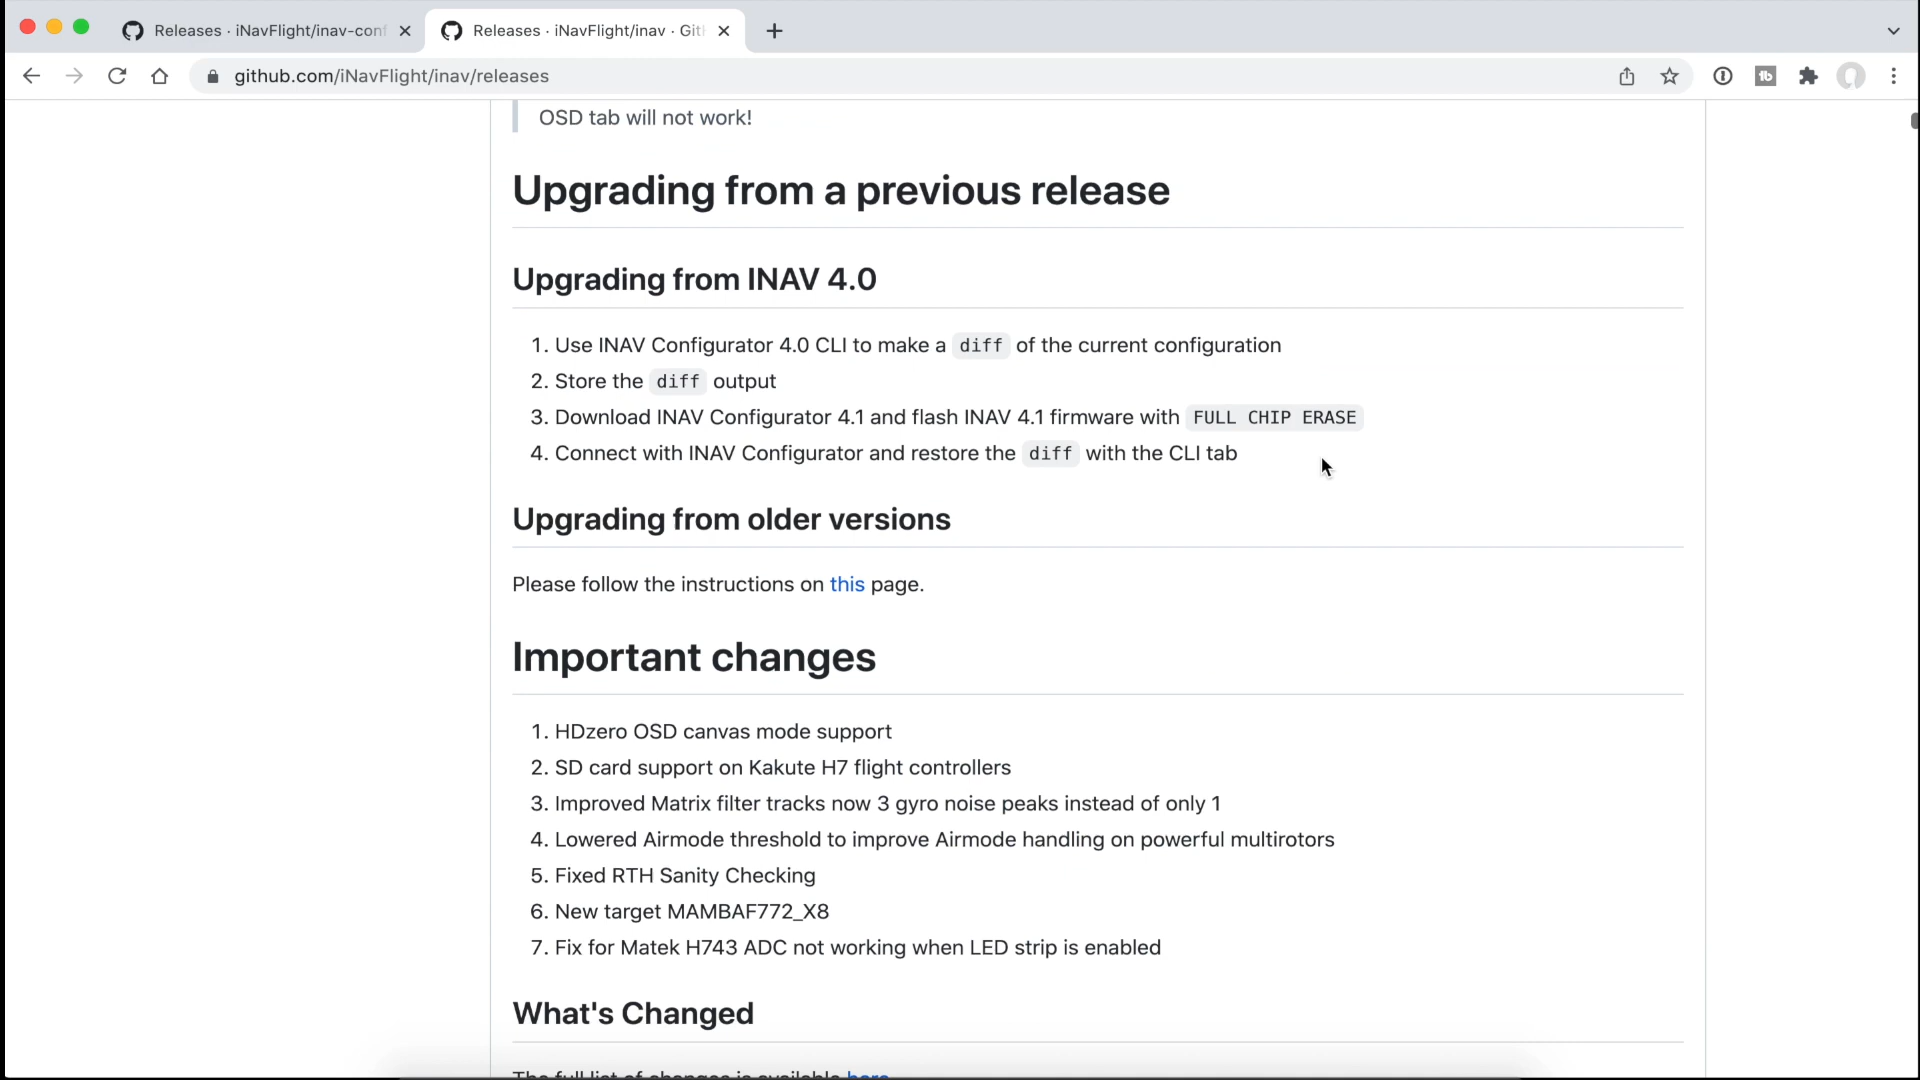 Releases · iNavFlight/inav-conf
Releases · iNavFlight/inav · Git
github.com/iNavFlight/inav/releases
OSD tab will not work!
Upgrading from a previous release
Upgrading from INAV 4.0
1. Use INAV Configurator 4.0 CLI to make a diff of the current configuration
2. Store the diff output
3. Download INAV Configurator 4.1 and flash INAV 4.1 firmware with FULL CHIP ERASE
4. Connect with INAV Configurator and restore the diff with the CLI tab
Upgrading from older versions
Please follow the instructions on this page.
Important changes
1. HDzero OSD canvas mode support
2. SD card support on Kakute H7 flight controllers
3. Improved Matrix filter tracks now 3 gyro noise peaks instead of only 1
4. Lowered Airmode threshold to improve Airmode handling on powerful multirotors
5. Fixed RTH Sanity Checking
6. New target MAMBAF772_X8
7. Fix for Matek H743 ADC not working when LED strip is enabled
What's Changed
The full list of changes is available here